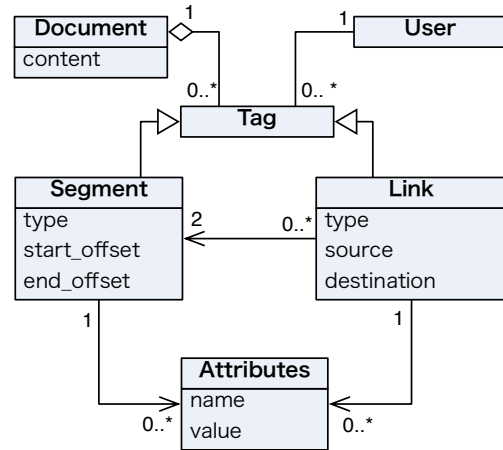 Document
content
1
1
User
0..*
0.. *
Tag
Segment
type
start_offset
end_offset
2
0..*
Link
type
source
destination
1
1
Attributes
name
value
0..*
0..*